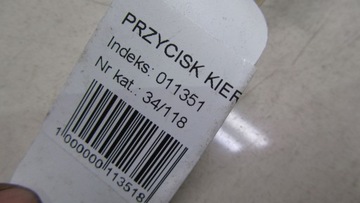 PRZYCISK KIER
Indeks: 011351
Nr kat.: 34/118
1000000113518